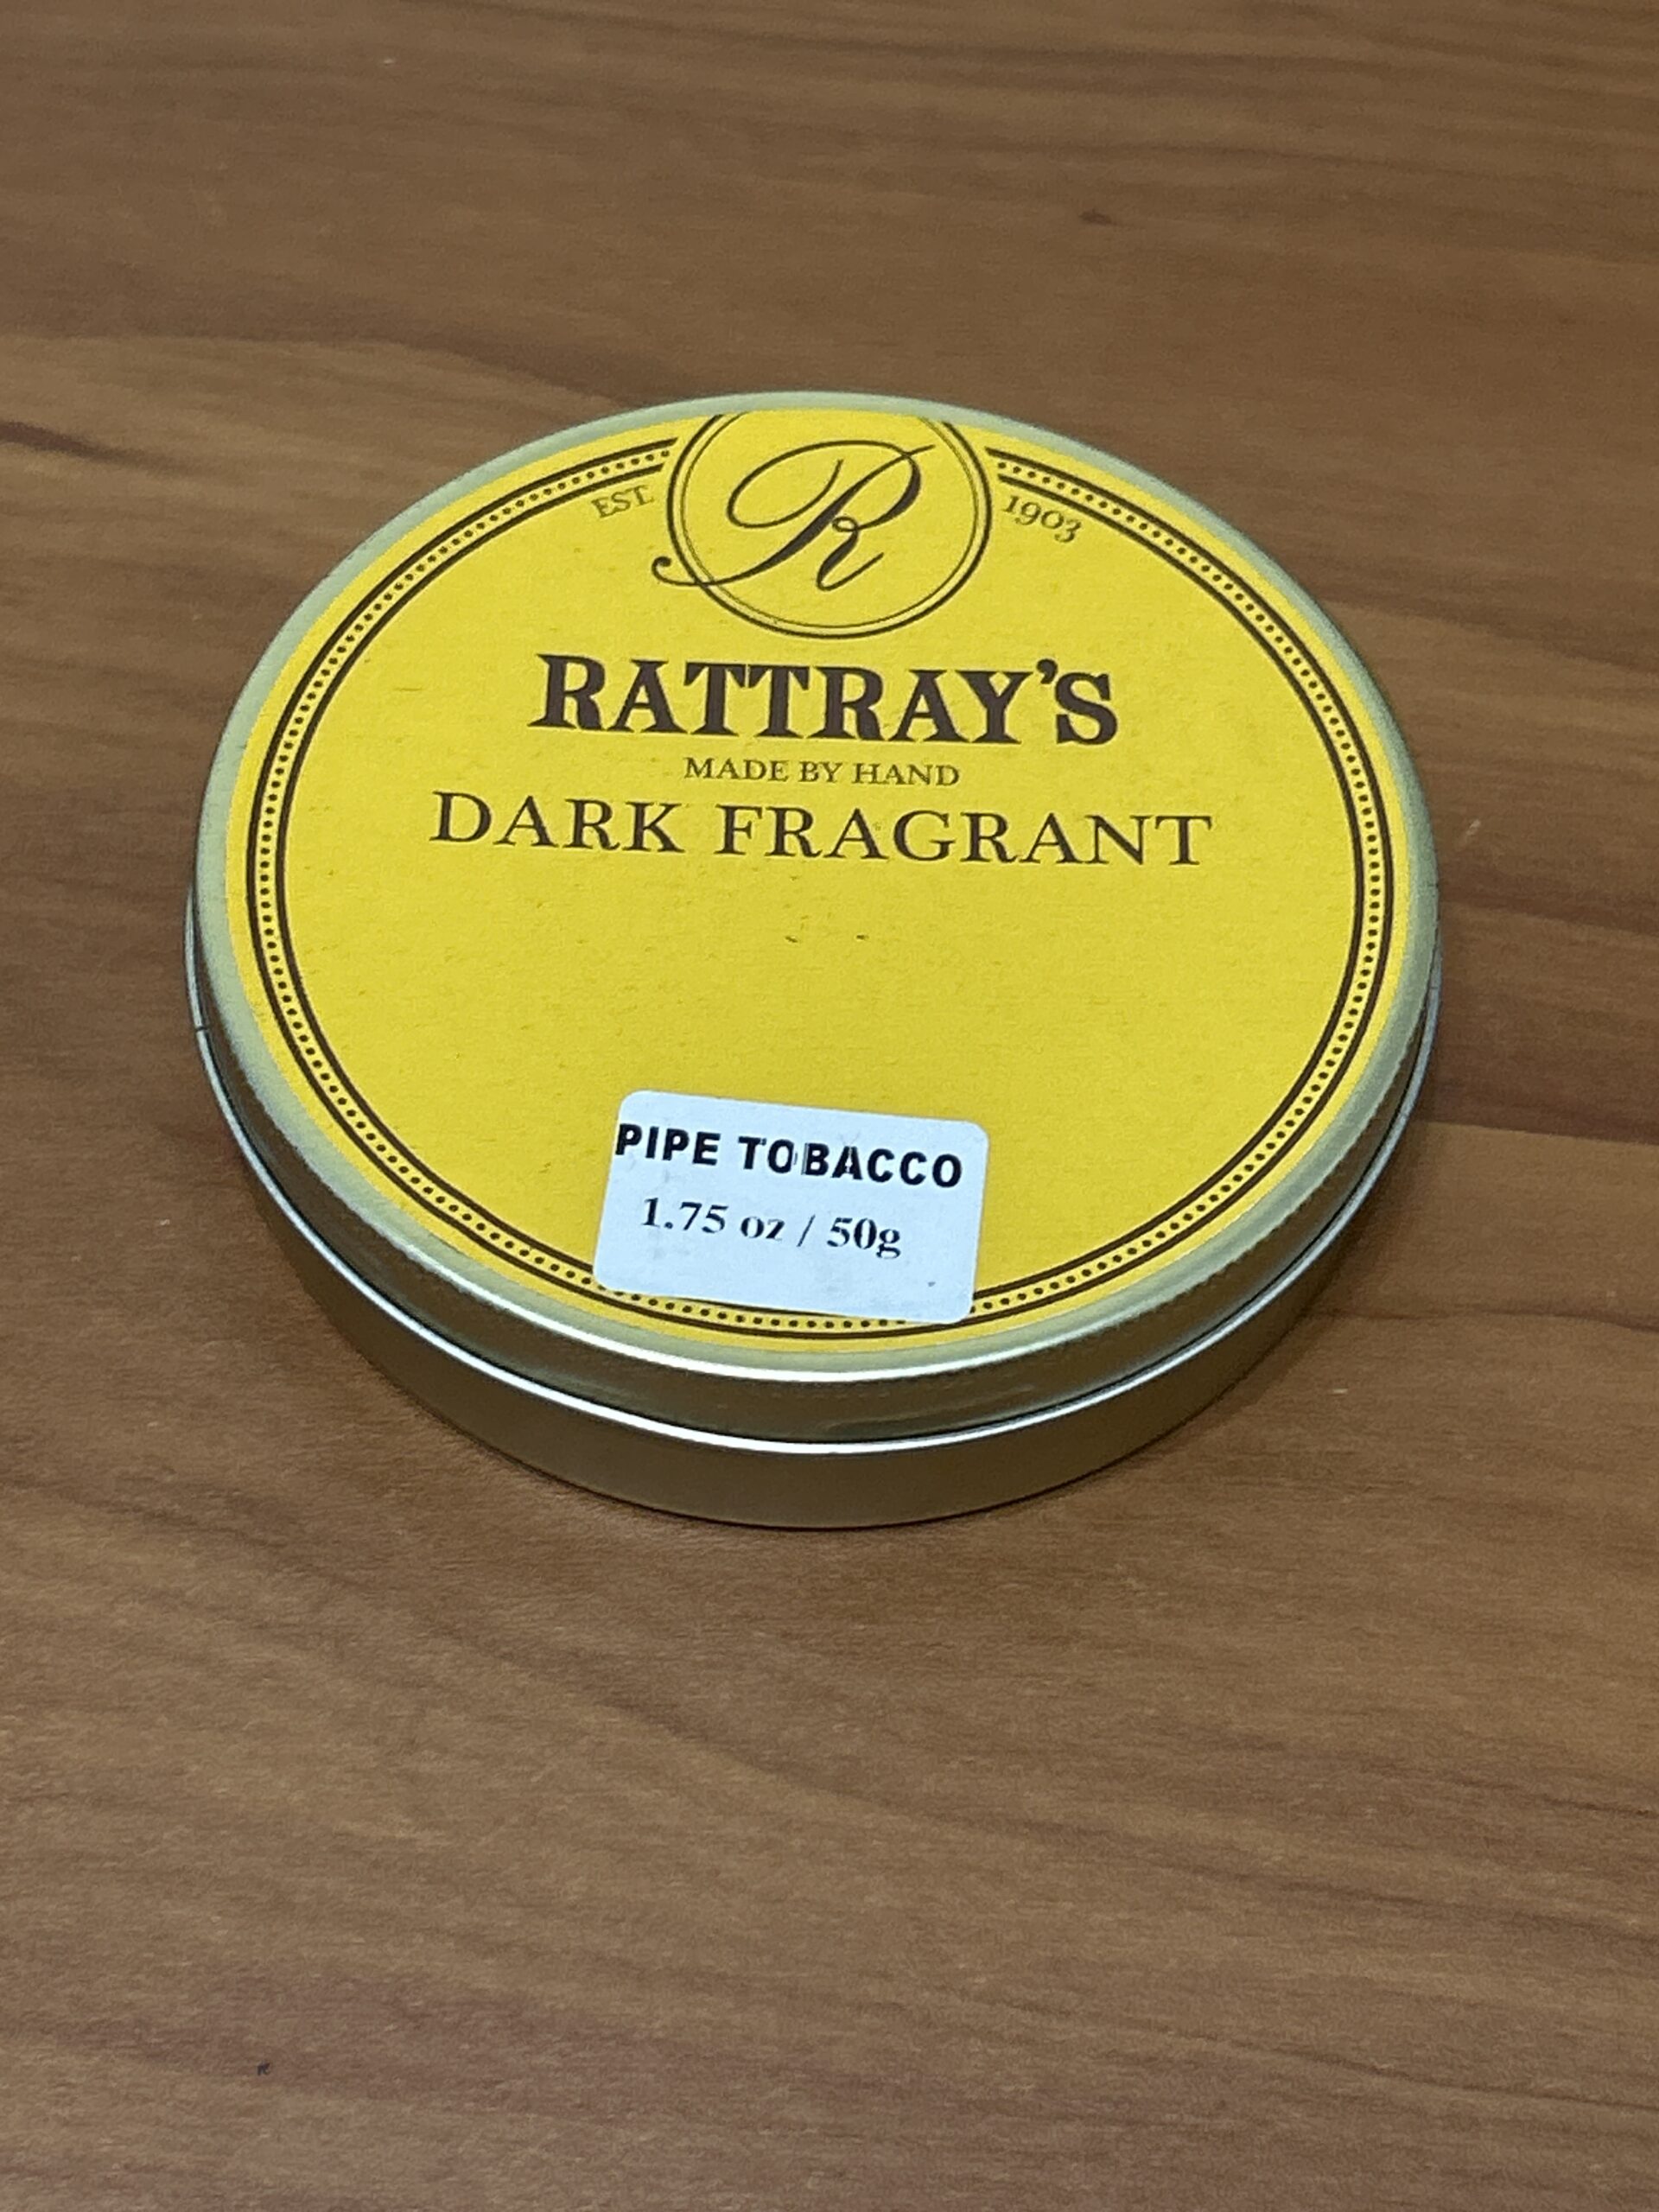 R
EST. 1903
RATTRAY'S
MADE BY HAND
DARK FRAGRANT
PIPE TOBACCO
1.75 oz / 50g